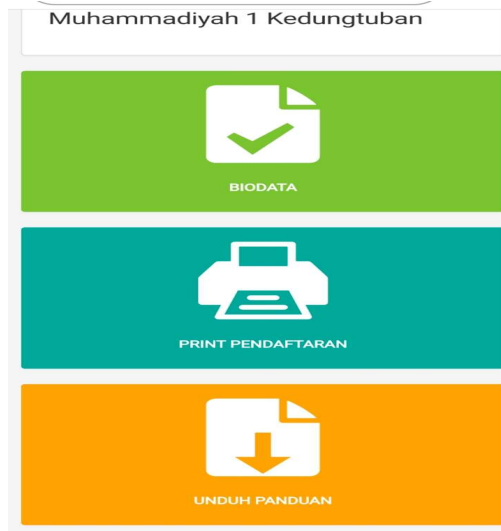 Muhammadiyah 1 Kedungtuban
BIODATA
PRINT PENDAFTARAN
UNDUH PANDUAN